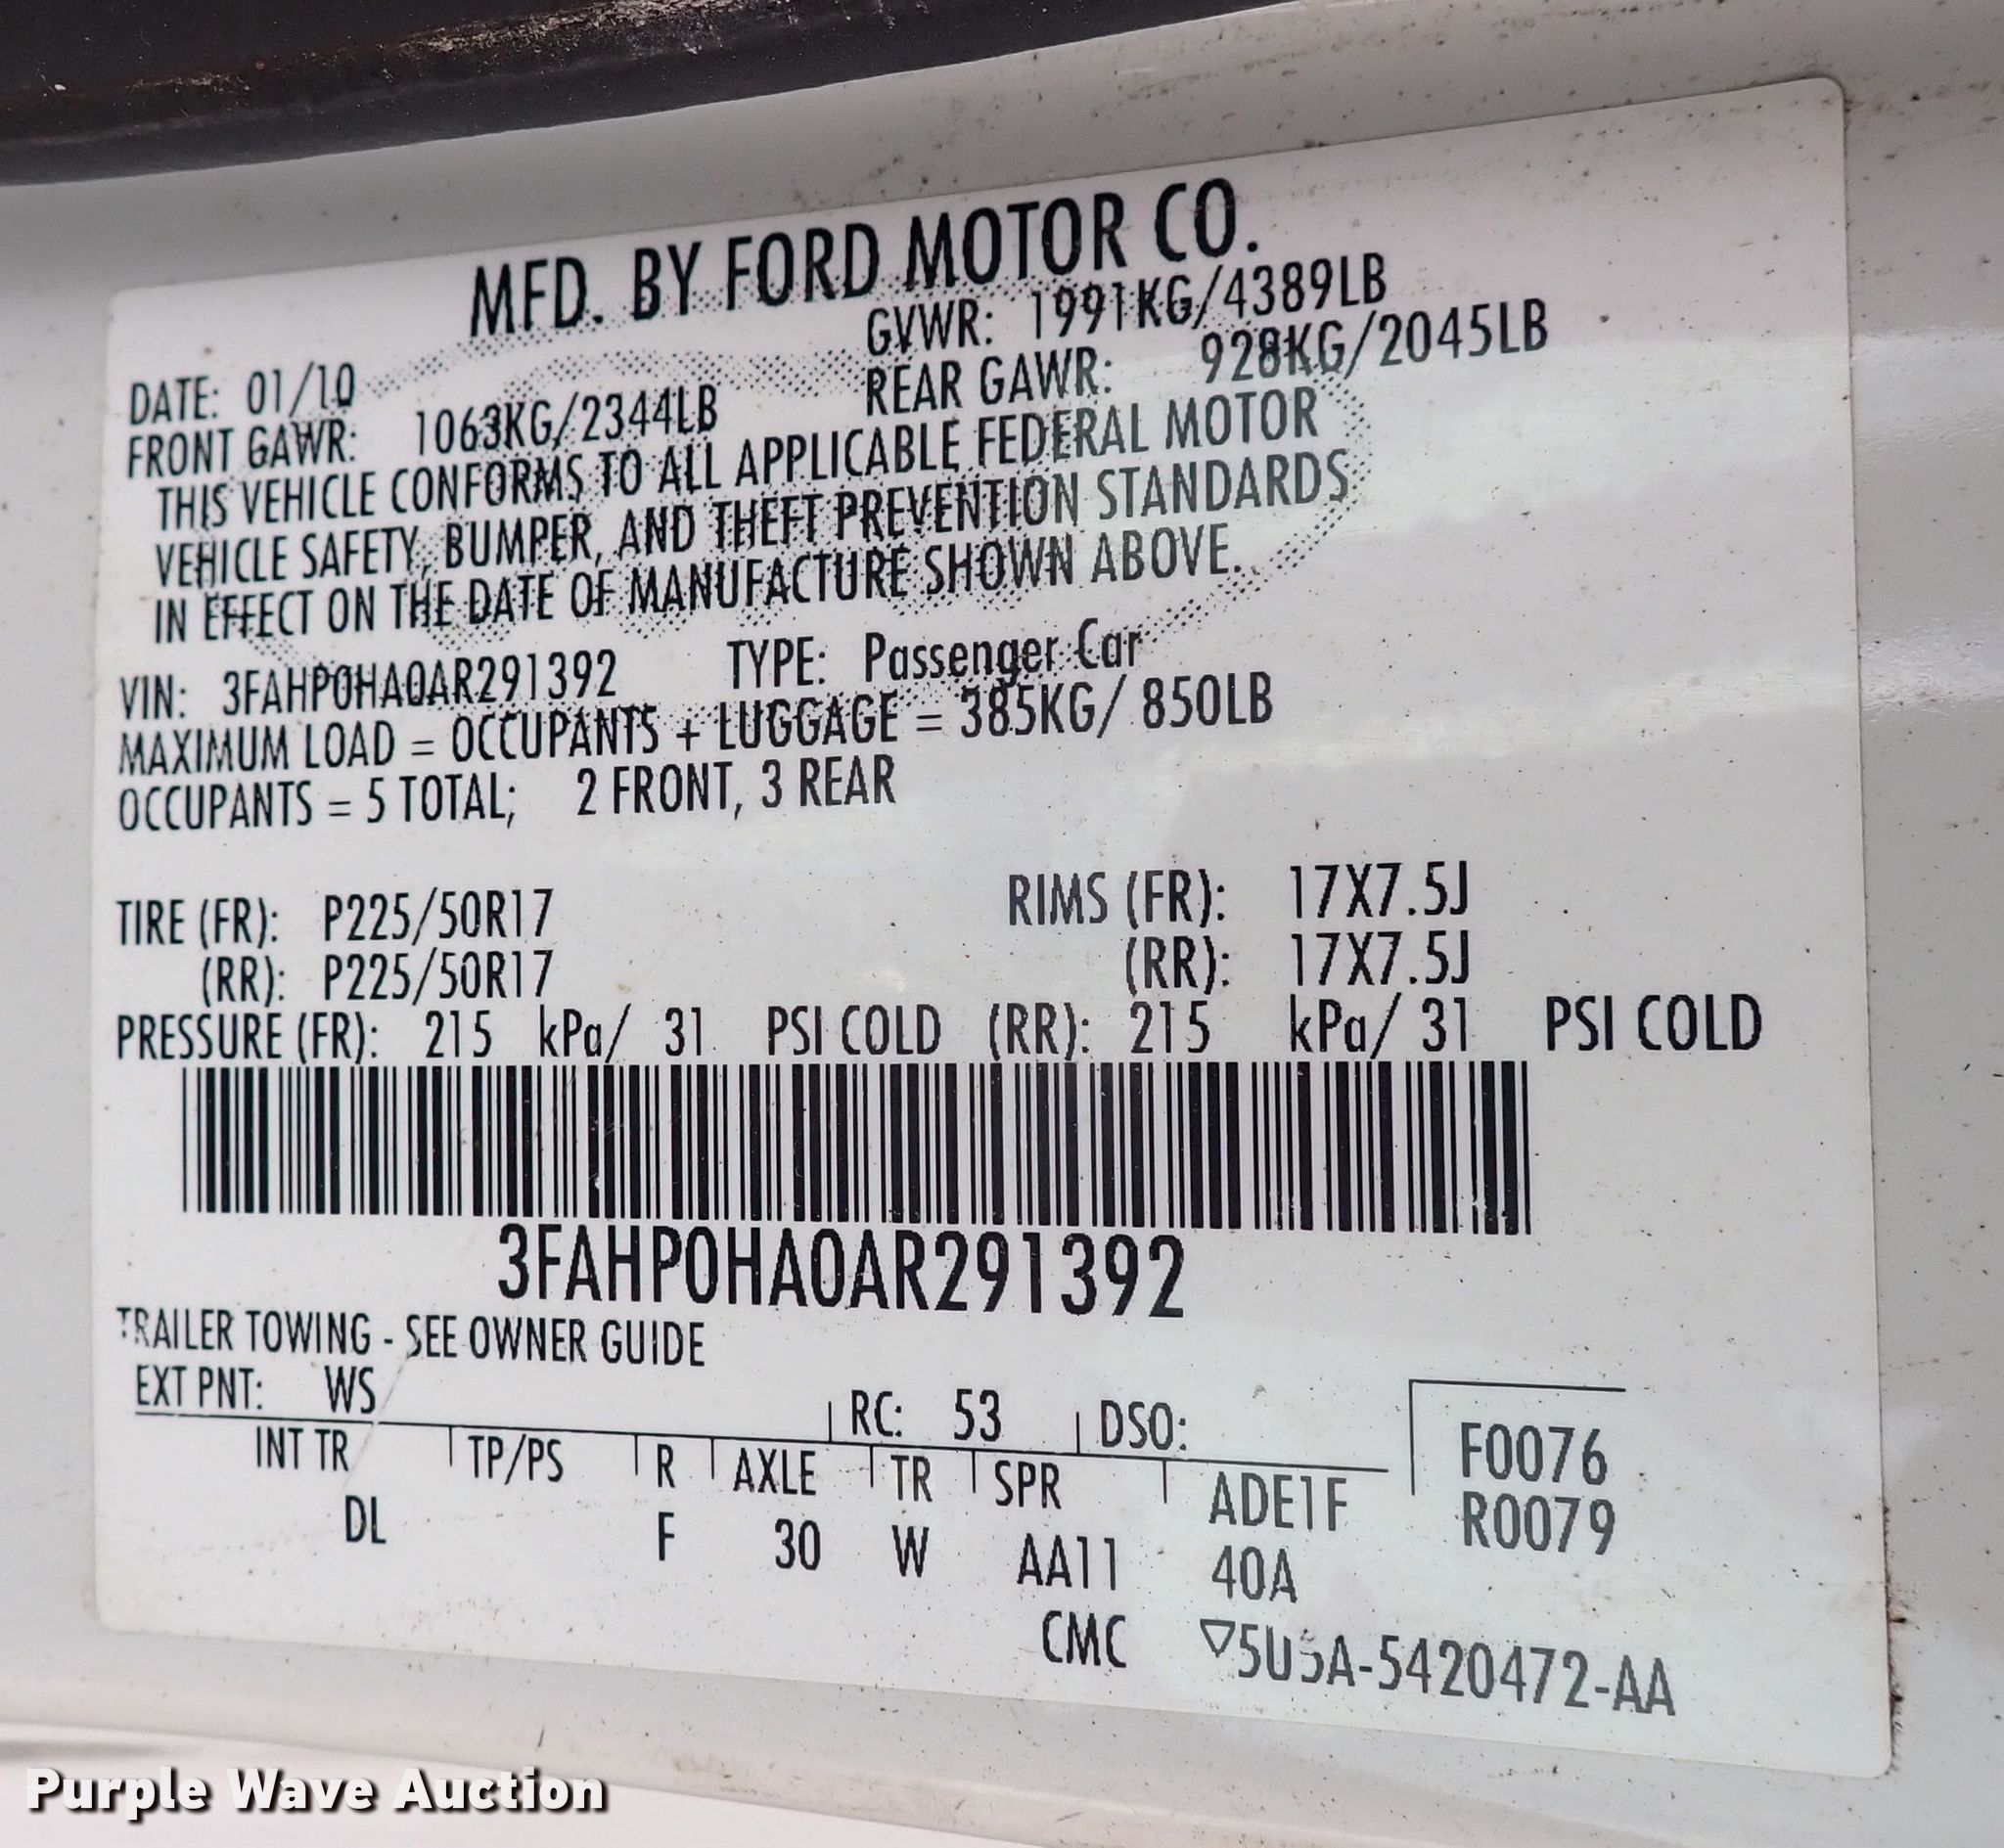 MFD. BY FORD MOTOR CO.
DATE: 01/10 GVWR: 1991KG/4389LB
FRONT GAWR: 1063KG/2344LB REAR GAWR: 928KG/2045LB
THIS VEHICLE CONFORMS TO ALL APPLICABLE FEDERAL MOTOR
VEHICLE SAFETY, BUMPER, AND THEFT PREVENTION STANDARDS
IN EFFECT ON THE DATE OF MANUFACTURE SHOWN ABOVE.
VIN: 3FAHP0HA0AR291392 TYPE: Passenger Car
MAXIMUM LOAD = OCCUPANTS + LUGGAGE = 385KG/ 850LB
OCCUPANTS = 5 TOTAL; 2 FRONT, 3 REAR
TIRE (FR): P225/50R17 RIMS (FR): 17X7.5J
(RR): P225/50R17 (RR): 17X7.5J
PRESSURE (FR): 215 kPa/ 31 PSI COLD (RR): 215 kPa/ 31 PSI COLD
3FAHP0HA0AR291392
TRAILER TOWING - SEE OWNER GUIDE
EXT PNT: WS RC: 53 DSO: F0076
INT TR TP/PS R AXLE TR SPR ADE1F R0079
DL F 30 W AA11 40A
CMC ▽5U5A-5420472-AA
Purple Wave Auction